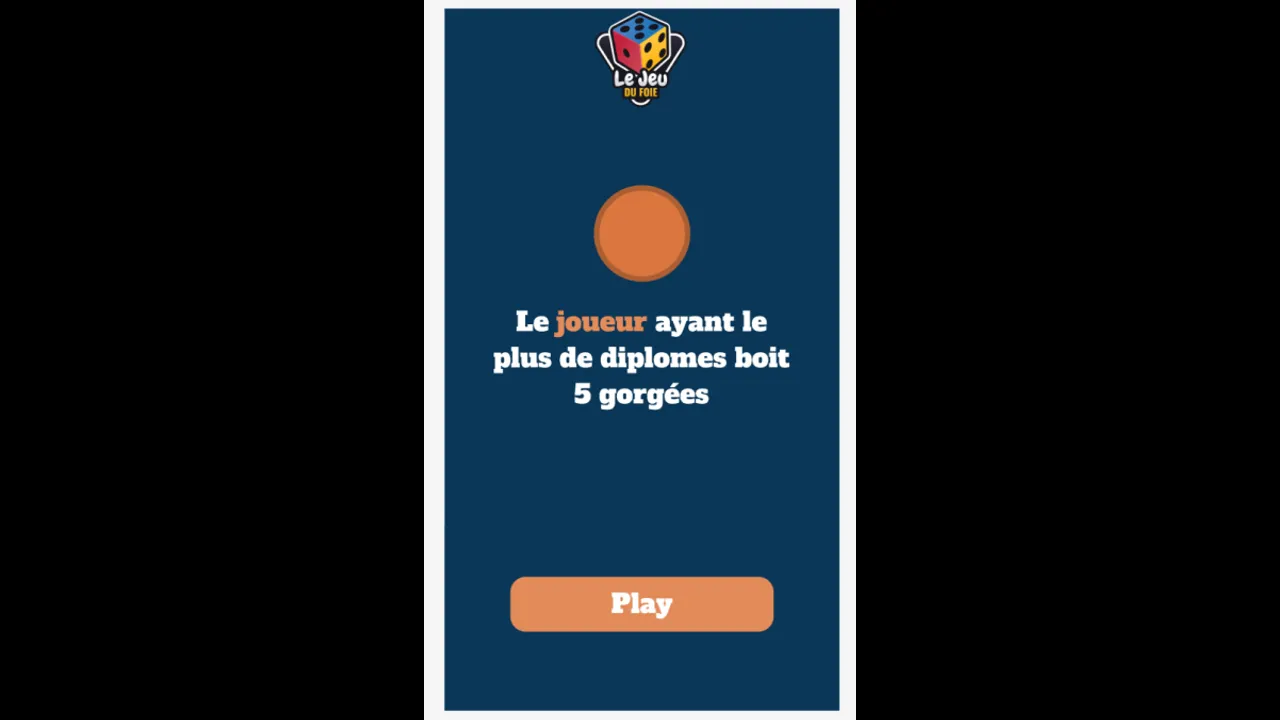 Le Jeu
DU FOIE
Le joueur ayant le
plus de diplomes boit
5 gorgées
Play